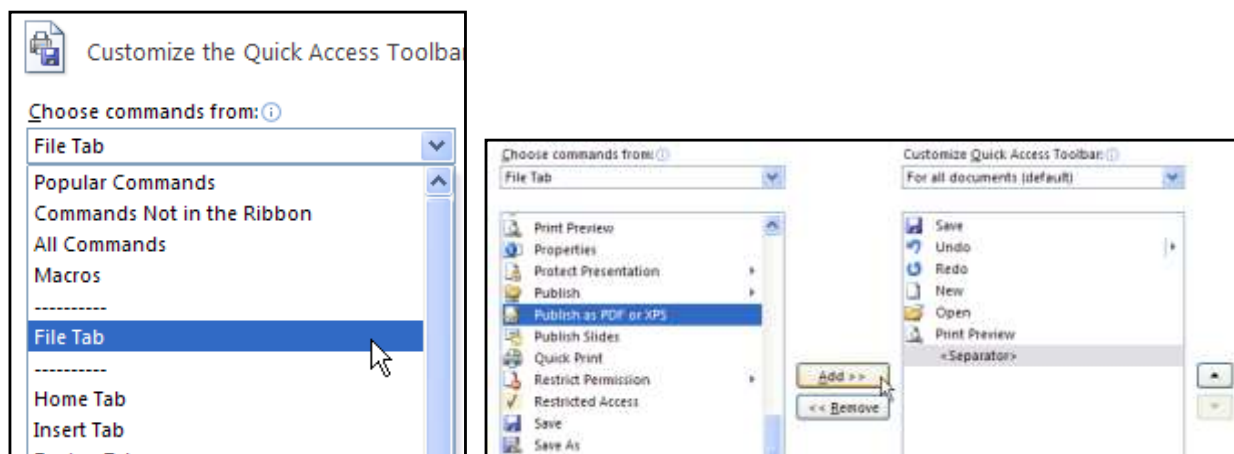 Customize the Quick Access Toolba
Choose commands from:
File Tab
Popular Commands
Commands Not in the Ribbon
All Commands
Macros
----------
File Tab
----------
Home Tab
Insert Tab
Choose commands from:
File Tab
Print Preview
Properties
Protect Presentation
Publish
Publish as PDF or XPS
Publish Slides
Quick Print
Restrict Permission
Restricted Access
Save
Save As
Add >>
<< Remove
Customize Quick Access Toolbar:
For all documents (default)
Save
Undo
Redo
New
Open
Print Preview
<Separator>